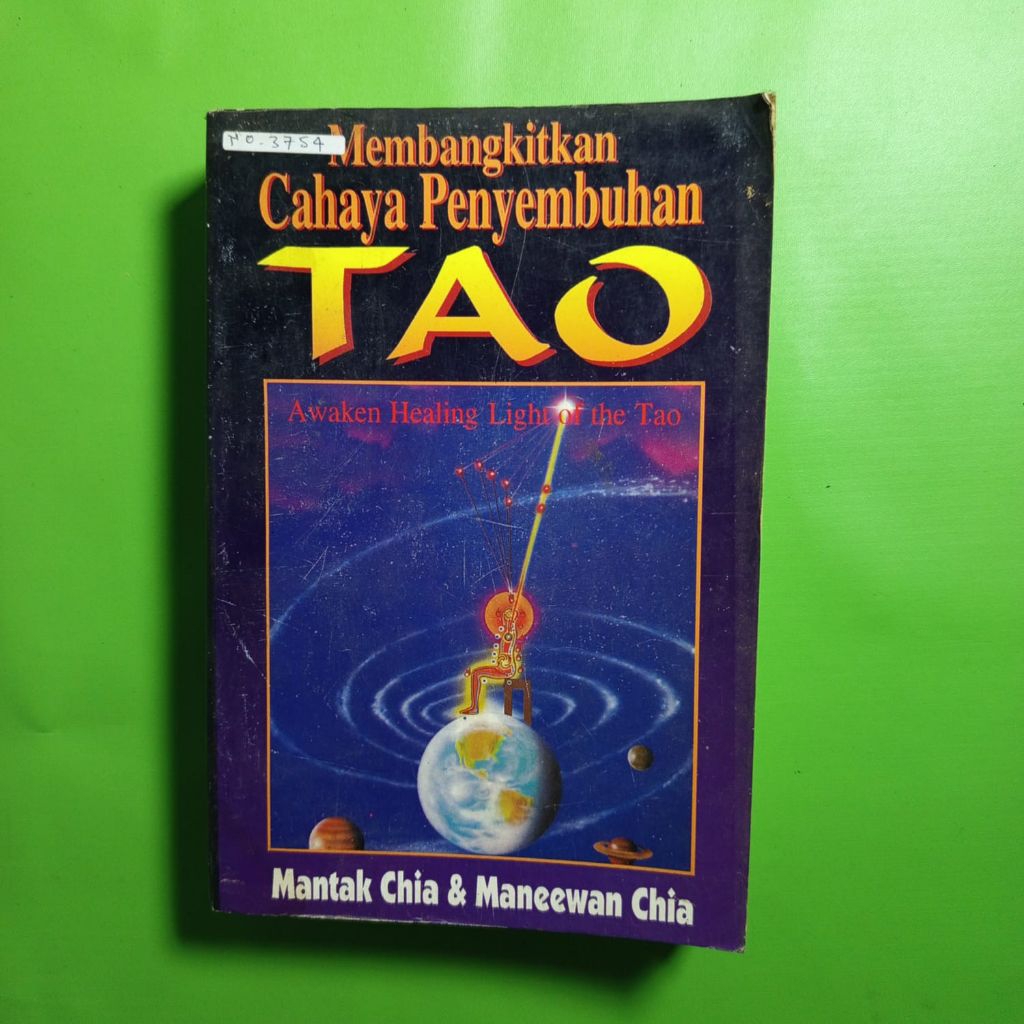 NO. 3754
Membangkitkan
Cahaya Penyembuhan
TAO
Awaken Healing Light of the Tao
Mantak Chia & Maneewan Chia